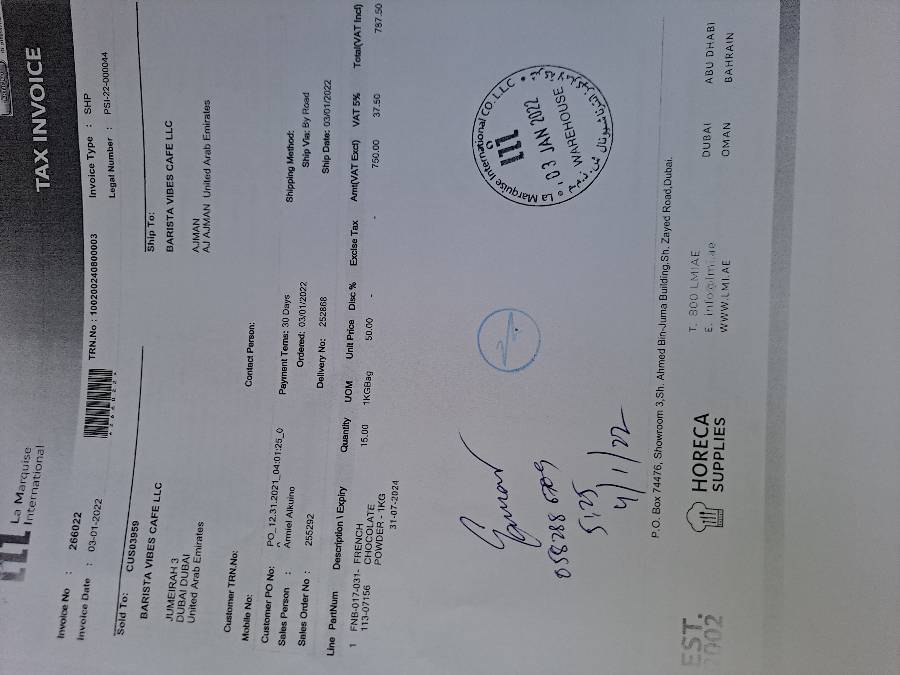 La Marquise
International
TAX INVOICE
Invoice No : 266022
Invoice Date : 03-01-2022
TRN.No : 100200240800003
Invoice Type : SHP
Legal Number : PSI-22-000044
Sold To: CUS03959
BARISTA VIBES CAFE LLC
JUMEIRAH 3
DUBAI DUBAI
United Arab Emirates
Ship To:
BARISTA VIBES CAFE LLC
AJMAN
AJ AJMAN United Arab Emirates
Customer TRN.No:
Mobile No:
Contact Person:
Customer PO No: PO_12.31.2021_04:01:25_0
Sales Person : Ammiel Alkuino
Sales Order No : 255292
Payment Tems: 30 Days
Ordered: 03/01/2022
Delivery No: 252868
Shipping Method:
Ship Via: By Road
Ship Date: 03/01/2022
Line PartNum Description \ Expiry Quantity UOM Unit Price Disc % Excise Tax Amt(VAT Excl) VAT 5% Total(VAT Incl)
1 FNB-017-031- FRENCH 15.00 1KGBag 50.00 - - 750.00 37.50 787.50
113-07156 CHOCOLATE
POWDER - 1KG
31-07-2024
La Marquise International CO. L.L.C
03 JAN 2022
WAREHOUSE
5125
4/1/22
P.O. Box 74476, Showroom 3,Sh. Ahmed Bin-Juma Building,Sh. Zayed Road,Dubai.
EST.
2002
HORECA
SUPPLIES
T. 800 LMIAE
E. info@lmi.ae
WWW.LMI.AE
DUBAI
OMAN
ABU DHABI
BAHRAIN